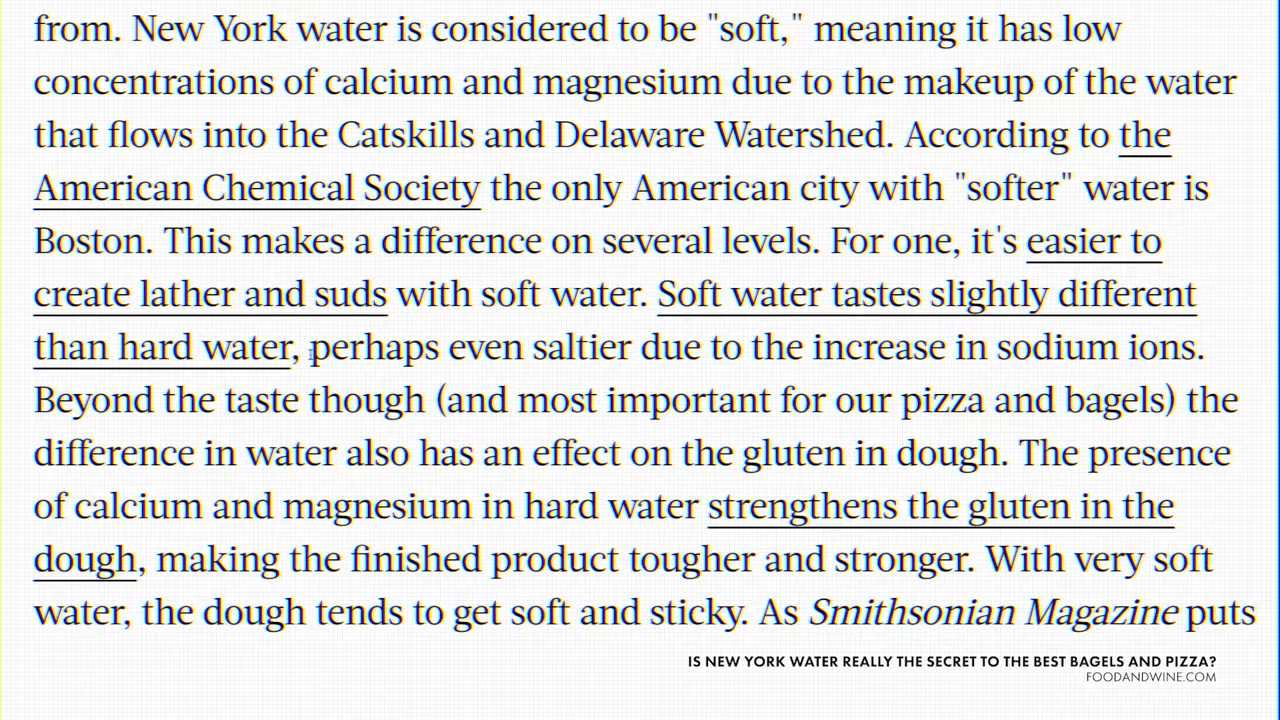 from. New York water is considered to be "soft," meaning it has low
concentrations of calcium and magnesium due to the makeup of the water
that flows into the Catskills and Delaware Watershed. According to the
American Chemical Society the only American city with "softer" water is
Boston. This makes a difference on several levels. For one, it's easier to
create lather and suds with soft water. Soft water tastes slightly different
than hard water, perhaps even saltier due to the increase in sodium ions.
Beyond the taste though (and most important for our pizza and bagels) the
difference in water also has an effect on the gluten in dough. The presence
of calcium and magnesium in hard water strengthens the gluten in the
dough, making the finished product tougher and stronger. With very soft
water, the dough tends to get soft and sticky. As Smithsonian Magazine puts
IS NEW YORK WATER REALLY THE SECRET TO THE BEST BAGELS AND PIZZA?
FOODANDWINE.COM